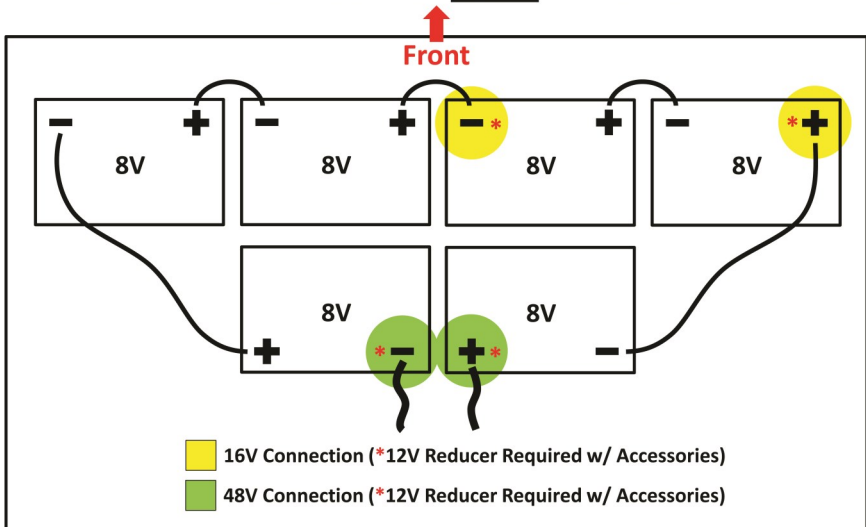 Front
- + - + - * + - * +
8V 8V 8V 8V
8V 8V
+ * - + * -
16V Connection (*12V Reducer Required w/ Accessories)
48V Connection (*12V Reducer Required w/ Accessories)